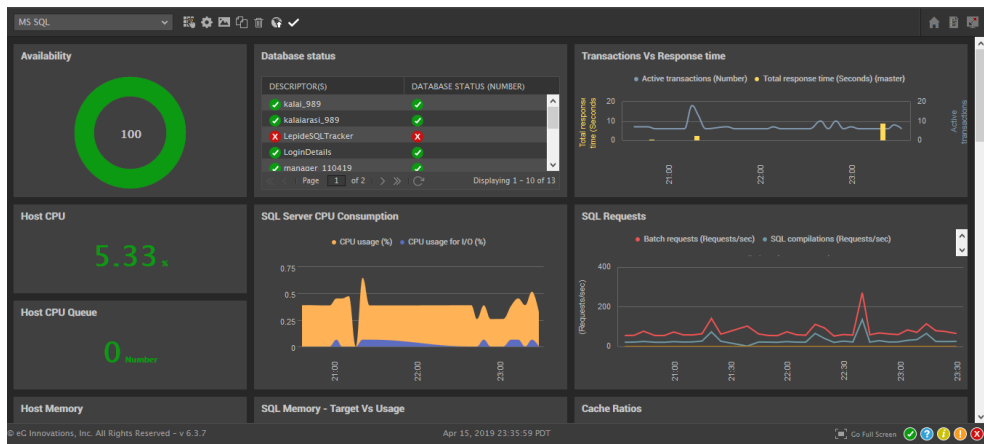 MS SQL
Availability
100
Database status
DESCRIPTOR(S) DATABASE STATUS (NUMBER)
kalai_989
kalaiarasi_989
LepideSQLTracker
LoginDetails
manager_110419
Page 1 of 2 Displaying 1 - 10 of 13
Transactions Vs Response time
Active transactions (Number) Total response time (Seconds) (master)
Total response time (Seconds
20
10
0
20
10
0
Active transactions
21:00
22:00
23:00
Host CPU
5.33 %
SQL Server CPU Consumption
CPU usage (%) CPU usage for I/O (%)
0.75
0.5
0.25
0
21:00
22:00
23:00
SQL Requests
Batch requests (Requests/sec) SQL compilations (Requests/sec)
(Requests/sec)
400
200
0
21:00
21:30
22:00
22:30
23:00
23:30
Host CPU Queue
0 Number
Host Memory
SQL Memory - Target Vs Usage
Cache Ratios
© eG Innovations, Inc. All Rights Reserved - v 6.3.7
Apr 15, 2019 23:35:59 PDT
Go Full Screen